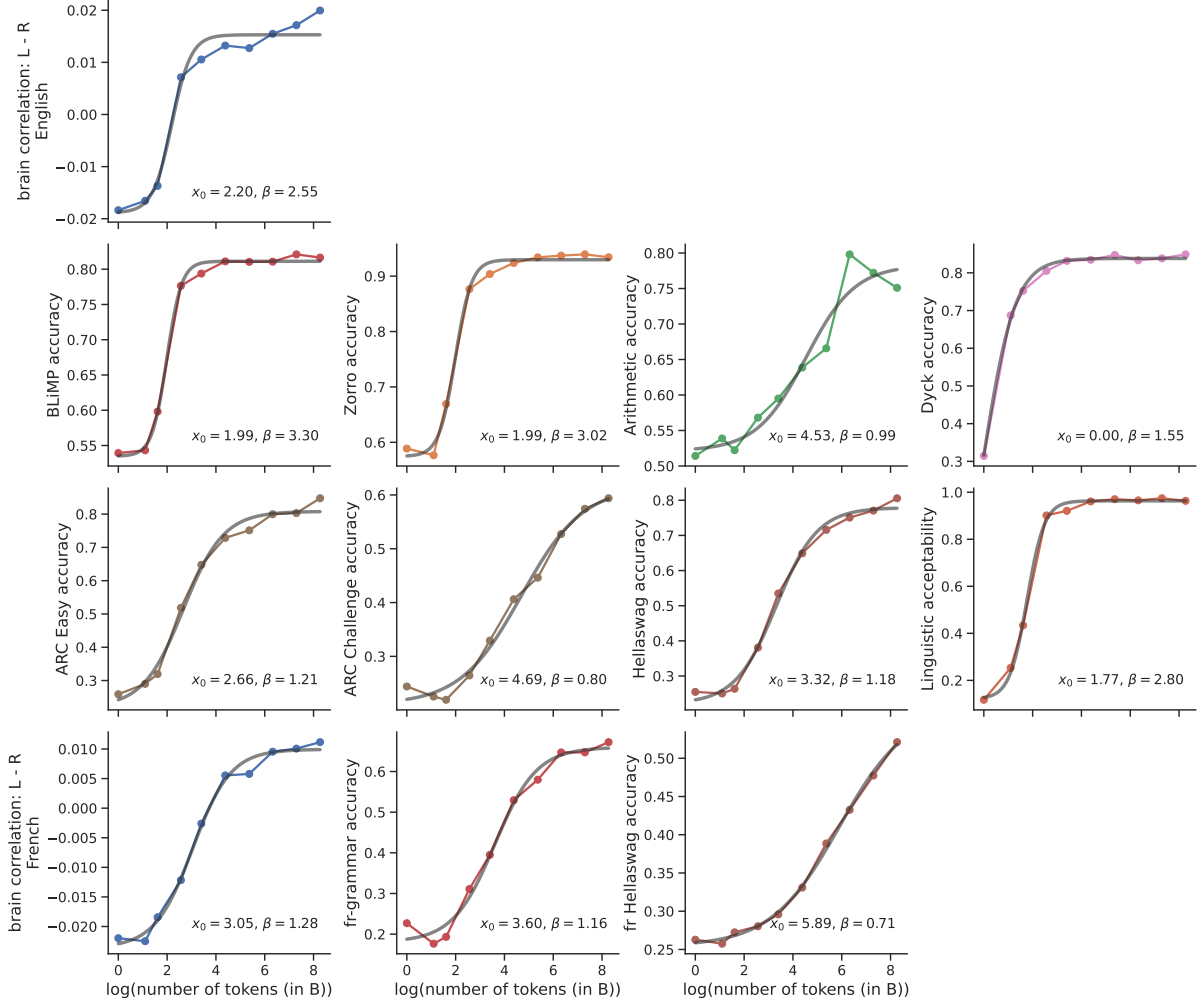 brain correlation: L - R
English
0.02
0.01
0.00
−0.01
−0.02
x₀ = 2.20, β = 2.55
BLiMP accuracy
0.80
0.75
0.70
0.65
0.60
0.55
x₀ = 1.99, β = 3.30
Zorro accuracy
0.9
0.8
0.7
0.6
x₀ = 1.99, β = 3.02
Arithmetic accuracy
0.80
0.75
0.70
0.65
0.60
0.55
0.50
x₀ = 4.53, β = 0.99
Dyck accuracy
0.8
0.7
0.6
0.5
0.4
0.3
x₀ = 0.00, β = 1.55
ARC Easy accuracy
0.8
0.7
0.6
0.5
0.4
0.3
x₀ = 2.66, β = 1.21
ARC Challenge accuracy
0.6
0.5
0.4
0.3
x₀ = 4.69, β = 0.80
Hellaswag accuracy
0.8
0.7
0.6
0.5
0.4
0.3
x₀ = 3.32, β = 1.18
Linguistic acceptability
1.0
0.8
0.6
0.4
0.2
x₀ = 1.77, β = 2.80
brain correlation: L - R
French
0.010
0.005
0.000
−0.005
−0.010
−0.015
−0.020
x₀ = 3.05, β = 1.28
0 2 4 6 8
log(number of tokens (in B))
fr-grammar accuracy
0.6
0.5
0.4
0.3
0.2
x₀ = 3.60, β = 1.16
0 2 4 6 8
log(number of tokens (in B))
fr Hellaswag accuracy
0.50
0.45
0.40
0.35
0.30
0.25
x₀ = 5.89, β = 0.71
0 2 4 6 8
log(number of tokens (in B))